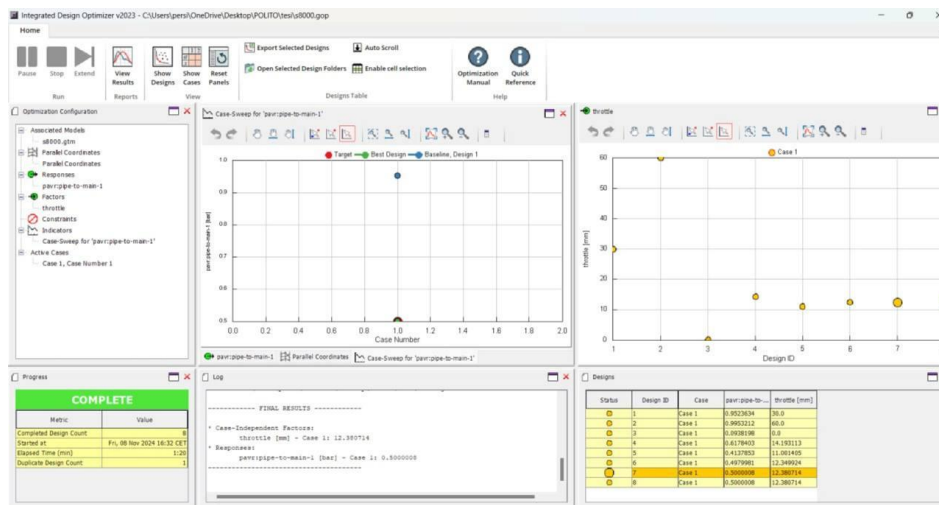 Integrated Design Optimizer v2023 - C:\Users\persi\OneDrive\Desktop\POLITO\tesi\s8000.gop
Home
Pause
Stop
Extend
Run
View Results
Reports
Show Designs
Show Cases
Reset Panels
View
Export Selected Designs
Auto Scroll
Open Selected Design Folders
Enable cell selection
Designs Table
Optimization Manual
Quick Reference
Help
Optimization Configuration
Associated Models
s8000.gtm
Parallel Coordinates
Parallel Coordinates
Responses
pavr:pipe-to-main-1
Factors
throttle
Constraints
Indicators
Case-Sweep for 'pavr:pipe-to-main-1'
Active Cases
Case 1, Case Number 1
Case-Sweep for 'pavr:pipe-to-main-1'
Target
Best Design
Baseline, Design 1
pavr:pipe-to-main-1 [bar]
1.0
0.9
0.8
0.7
0.6
0.5
0.0 0.2 0.4 0.6 0.8 1.0 1.2 1.4 1.6 1.8 2.0
Case Number
pavr:pipe-to-main-1
Parallel Coordinates
Case-Sweep for 'pavr:pipe-to-main-1'
throttle
Case 1
throttle [mm]
60
50
40
30
20
10
0
1 2 3 4 5 6 7
Design ID
Progress
COMPLETE
Metric Value
Completed Design Count 8
Started at Fri, 08 Nov 2024 16:32 CET
Elapsed Time (min) 1:20
Duplicate Design Count 1
Log
------------ FINAL RESULTS ------------
* Case-Independent Factors:
throttle [mm] - Case 1: 12.380714
* Responses:
pavr:pipe-to-main-1 [bar] - Case 1: 0.5000008
Designs
Status Design ID Case pavr:pipe-to-... throttle [mm]
1 Case 1 0.9523634 30.0
2 Case 1 0.9953212 60.0
3 Case 1 0.0938198 0.0
4 Case 1 0.6178403 14.193113
5 Case 1 0.4137853 11.001405
6 Case 1 0.4979981 12.349924
7 Case 1 0.5000008 12.380714
8 Case 1 0.5000008 12.380714